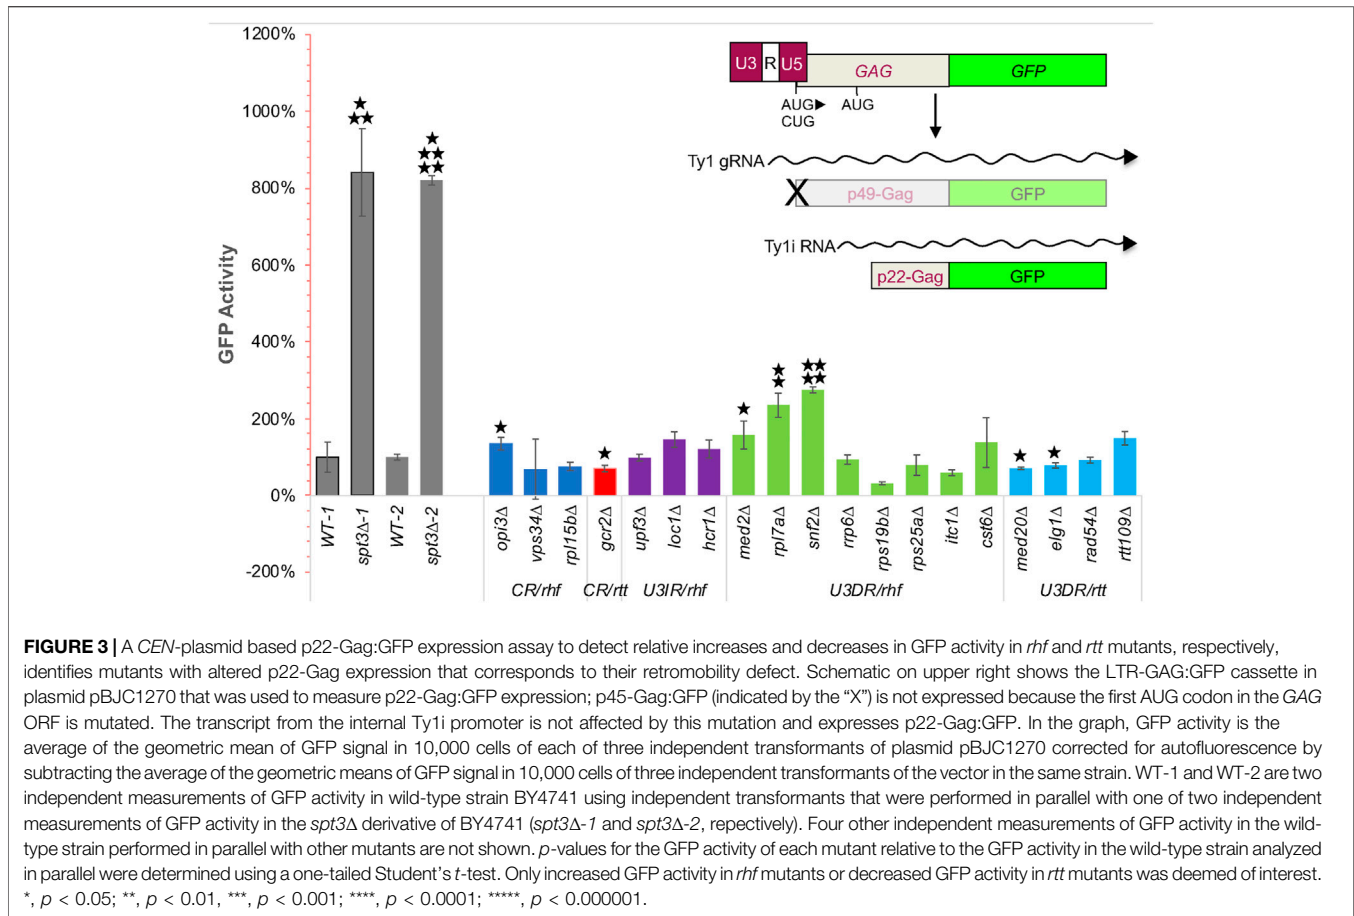 1200%
1000%
800%
600%
400%
200%
0%
-200%
GFP Activity
★
★★
★
★★
★★
★
★
★
★
★
★★
★★
★
★
U3 R U5 GAG GFP
AUG▶ AUG
CUG
Ty1 gRNA
X p49-Gag GFP
Ty1i RNA
p22-Gag GFP
WT-1
spt3Δ-1
WT-2
spt3Δ-2
opi3Δ
vps34Δ
rpl15bΔ
gcr2Δ
upf3Δ
loc1Δ
hcr1Δ
med2Δ
rpl7aΔ
snf2Δ
rrp6Δ
rps19bΔ
rps25aΔ
itc1Δ
cst6Δ
med20Δ
elg1Δ
rad54Δ
rtt109Δ
CR/rhf CR/rtt U3IR/rhf U3DR/rhf U3DR/rtt
FIGURE 3 | A CEN-plasmid based p22-Gag:GFP expression assay to detect relative increases and decreases in GFP activity in rhf and rtt mutants, respectively,
identifies mutants with altered p22-Gag expression that corresponds to their retromobility defect. Schematic on upper right shows the LTR-GAG:GFP cassette in
plasmid pBJC1270 that was used to measure p22-Gag:GFP expression; p45-Gag:GFP (indicated by the “X”) is not expressed because the first AUG codon in the GAG
ORF is mutated. The transcript from the internal Ty1i promoter is not affected by this mutation and expresses p22-Gag:GFP. In the graph, GFP activity is the
average of the geometric mean of GFP signal in 10,000 cells of each of three independent transformants of plasmid pBJC1270 corrected for autofluorescence by
subtracting the average of the geometric means of GFP signal in 10,000 cells of three independent transformants of the vector in the same strain. WT-1 and WT-2 are two
independent measurements of GFP activity in wild-type strain BY4741 using independent transformants that were performed in parallel with one of two independent
measurements of GFP activity in the spt3Δ derivative of BY4741 (spt3Δ-1 and spt3Δ-2, repectively). Four other independent measurements of GFP activity in the wild-
type strain performed in parallel with other mutants are not shown. p-values for the GFP activity of each mutant relative to the GFP activity in the wild-type strain analyzed
in parallel were determined using a one-tailed Student’s t-test. Only increased GFP activity in rhf mutants or decreased GFP activity in rtt mutants was deemed of interest.
*, p < 0.05; **, p < 0.01, ***, p < 0.001; ****, p < 0.0001; *****, p < 0.000001.